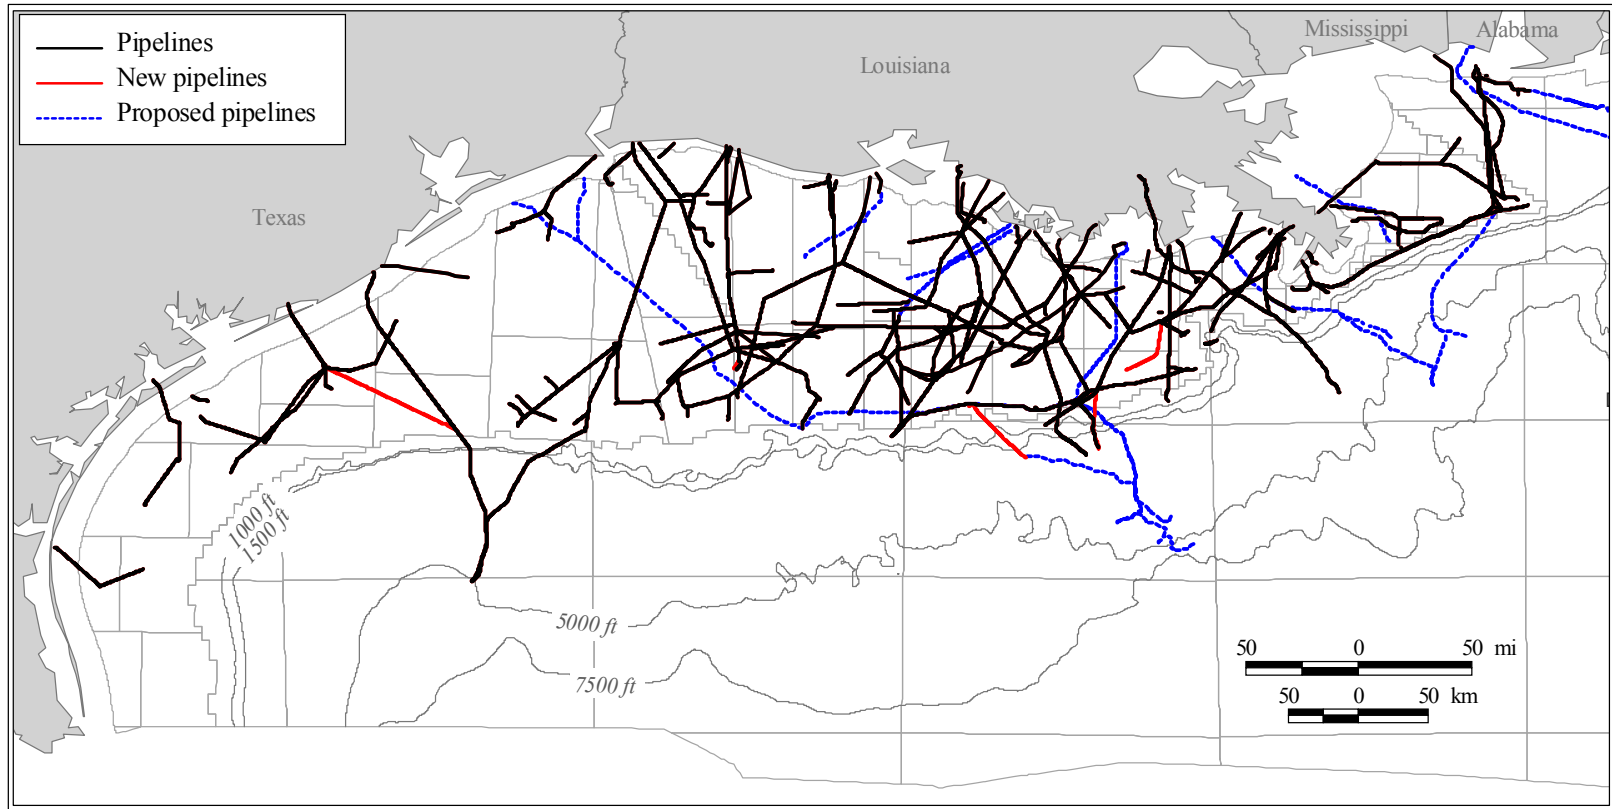 Pipelines
New pipelines
Proposed pipelines
Mississippi
Alabama
Louisiana
Texas
1000 ft
1500 ft
5000 ft
7500 ft
50 0 50 mi
50 0 50 km